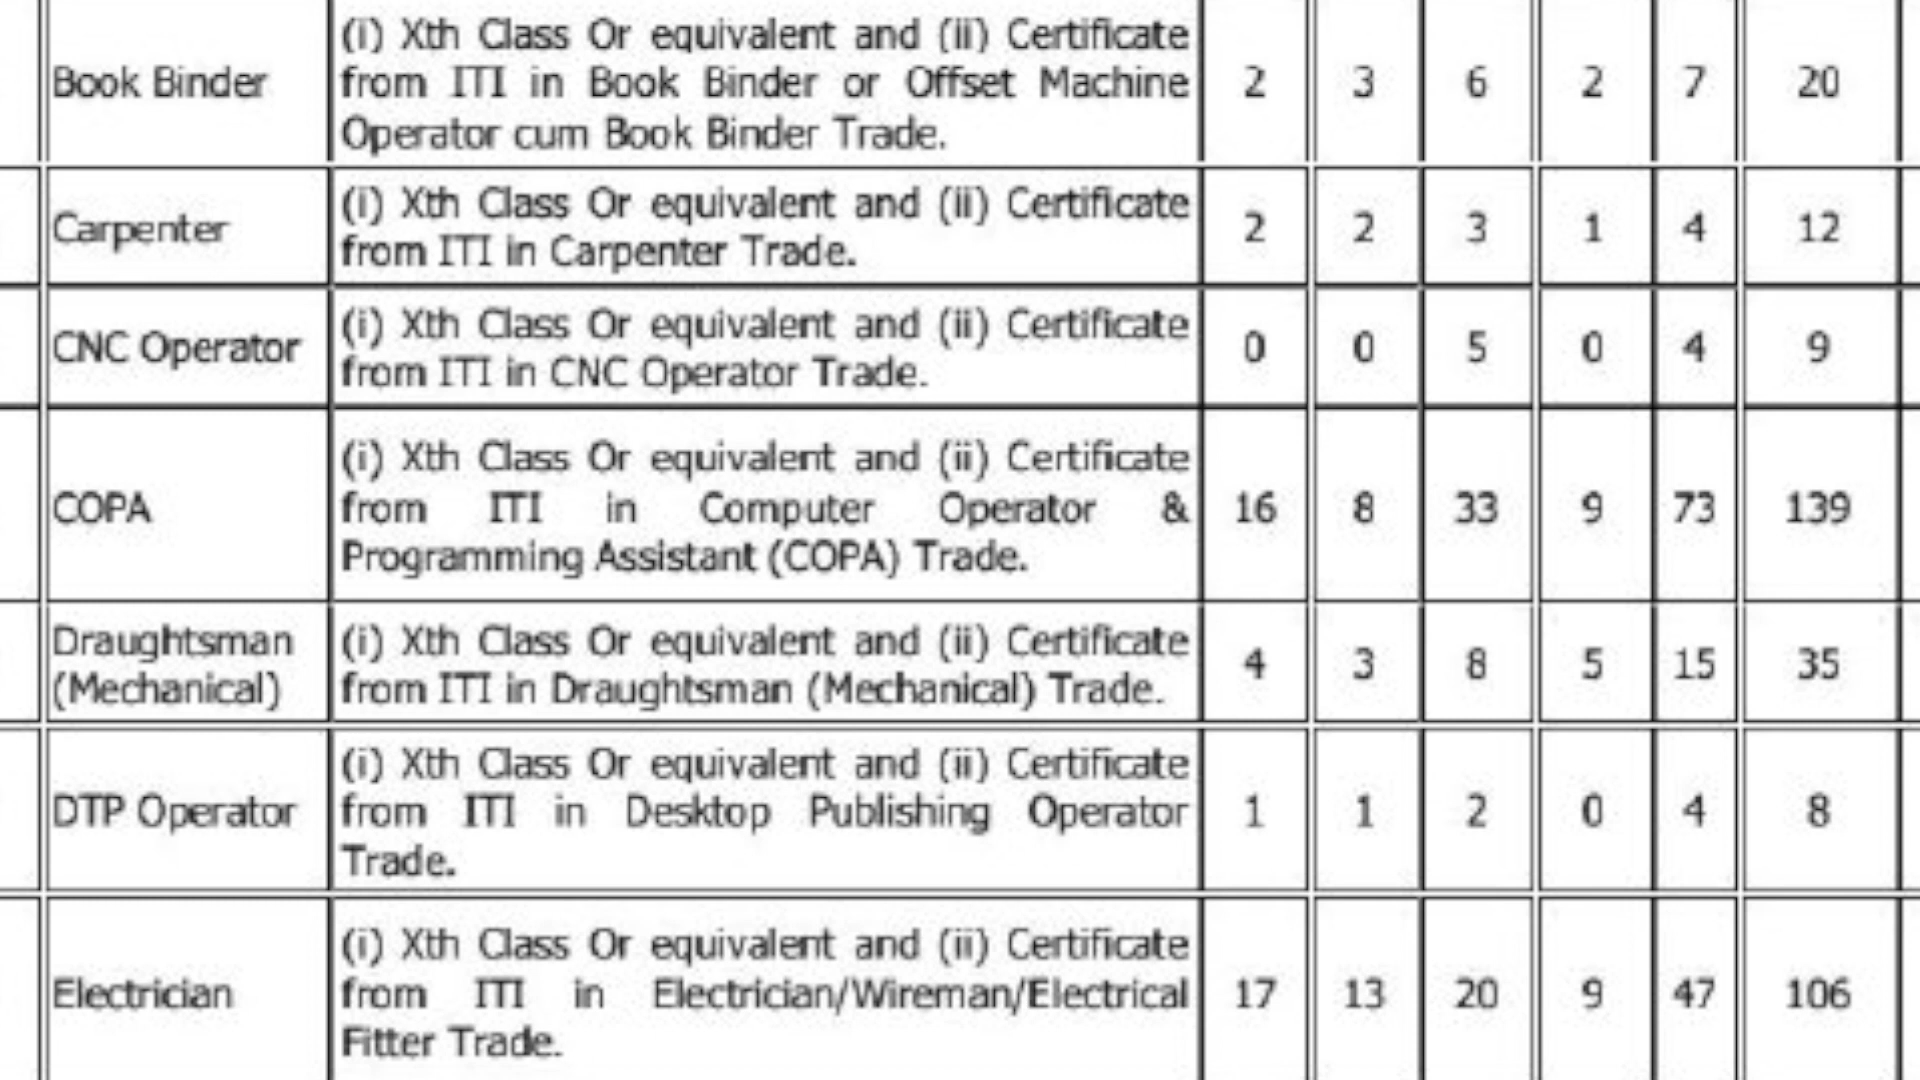 Book Binder
(i) Xth Class Or equivalent and (ii) Certificate
from ITI in Book Binder or Offset Machine
Operator cum Book Binder Trade.
2 3 6 2 7 20
Carpenter
(i) Xth Class Or equivalent and (ii) Certificate
from ITI in Carpenter Trade.
2 2 3 1 4 12
CNC Operator
(i) Xth Class Or equivalent and (ii) Certificate
from ITI in CNC Operator Trade.
0 0 5 0 4 9
COPA
(i) Xth Class Or equivalent and (ii) Certificate
from ITI in Computer Operator &
Programming Assistant (COPA) Trade.
16 8 33 9 73 139
Draughtsman
(Mechanical)
(i) Xth Class Or equivalent and (ii) Certificate
from ITI in Draughtsman (Mechanical) Trade.
4 3 8 5 15 35
DTP Operator
(i) Xth Class Or equivalent and (ii) Certificate
from ITI in Desktop Publishing Operator
Trade.
1 1 2 0 4 8
Electrician
(i) Xth Class Or equivalent and (ii) Certificate
from ITI in Electrician/Wireman/Electrical
Fitter Trade.
17 13 20 9 47 106